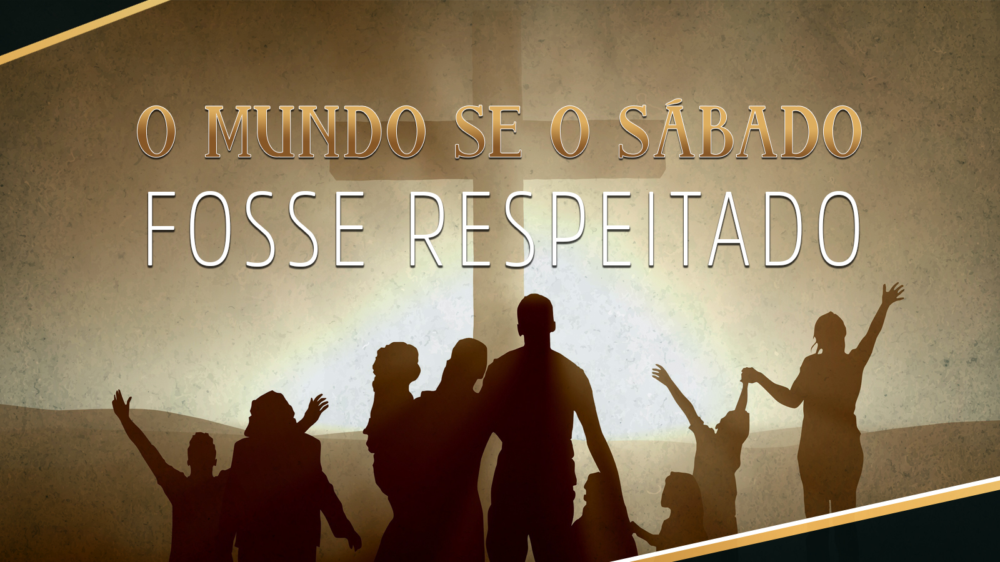 O MUNDO SE O SÁBADO
FOSSE RESPEITADO